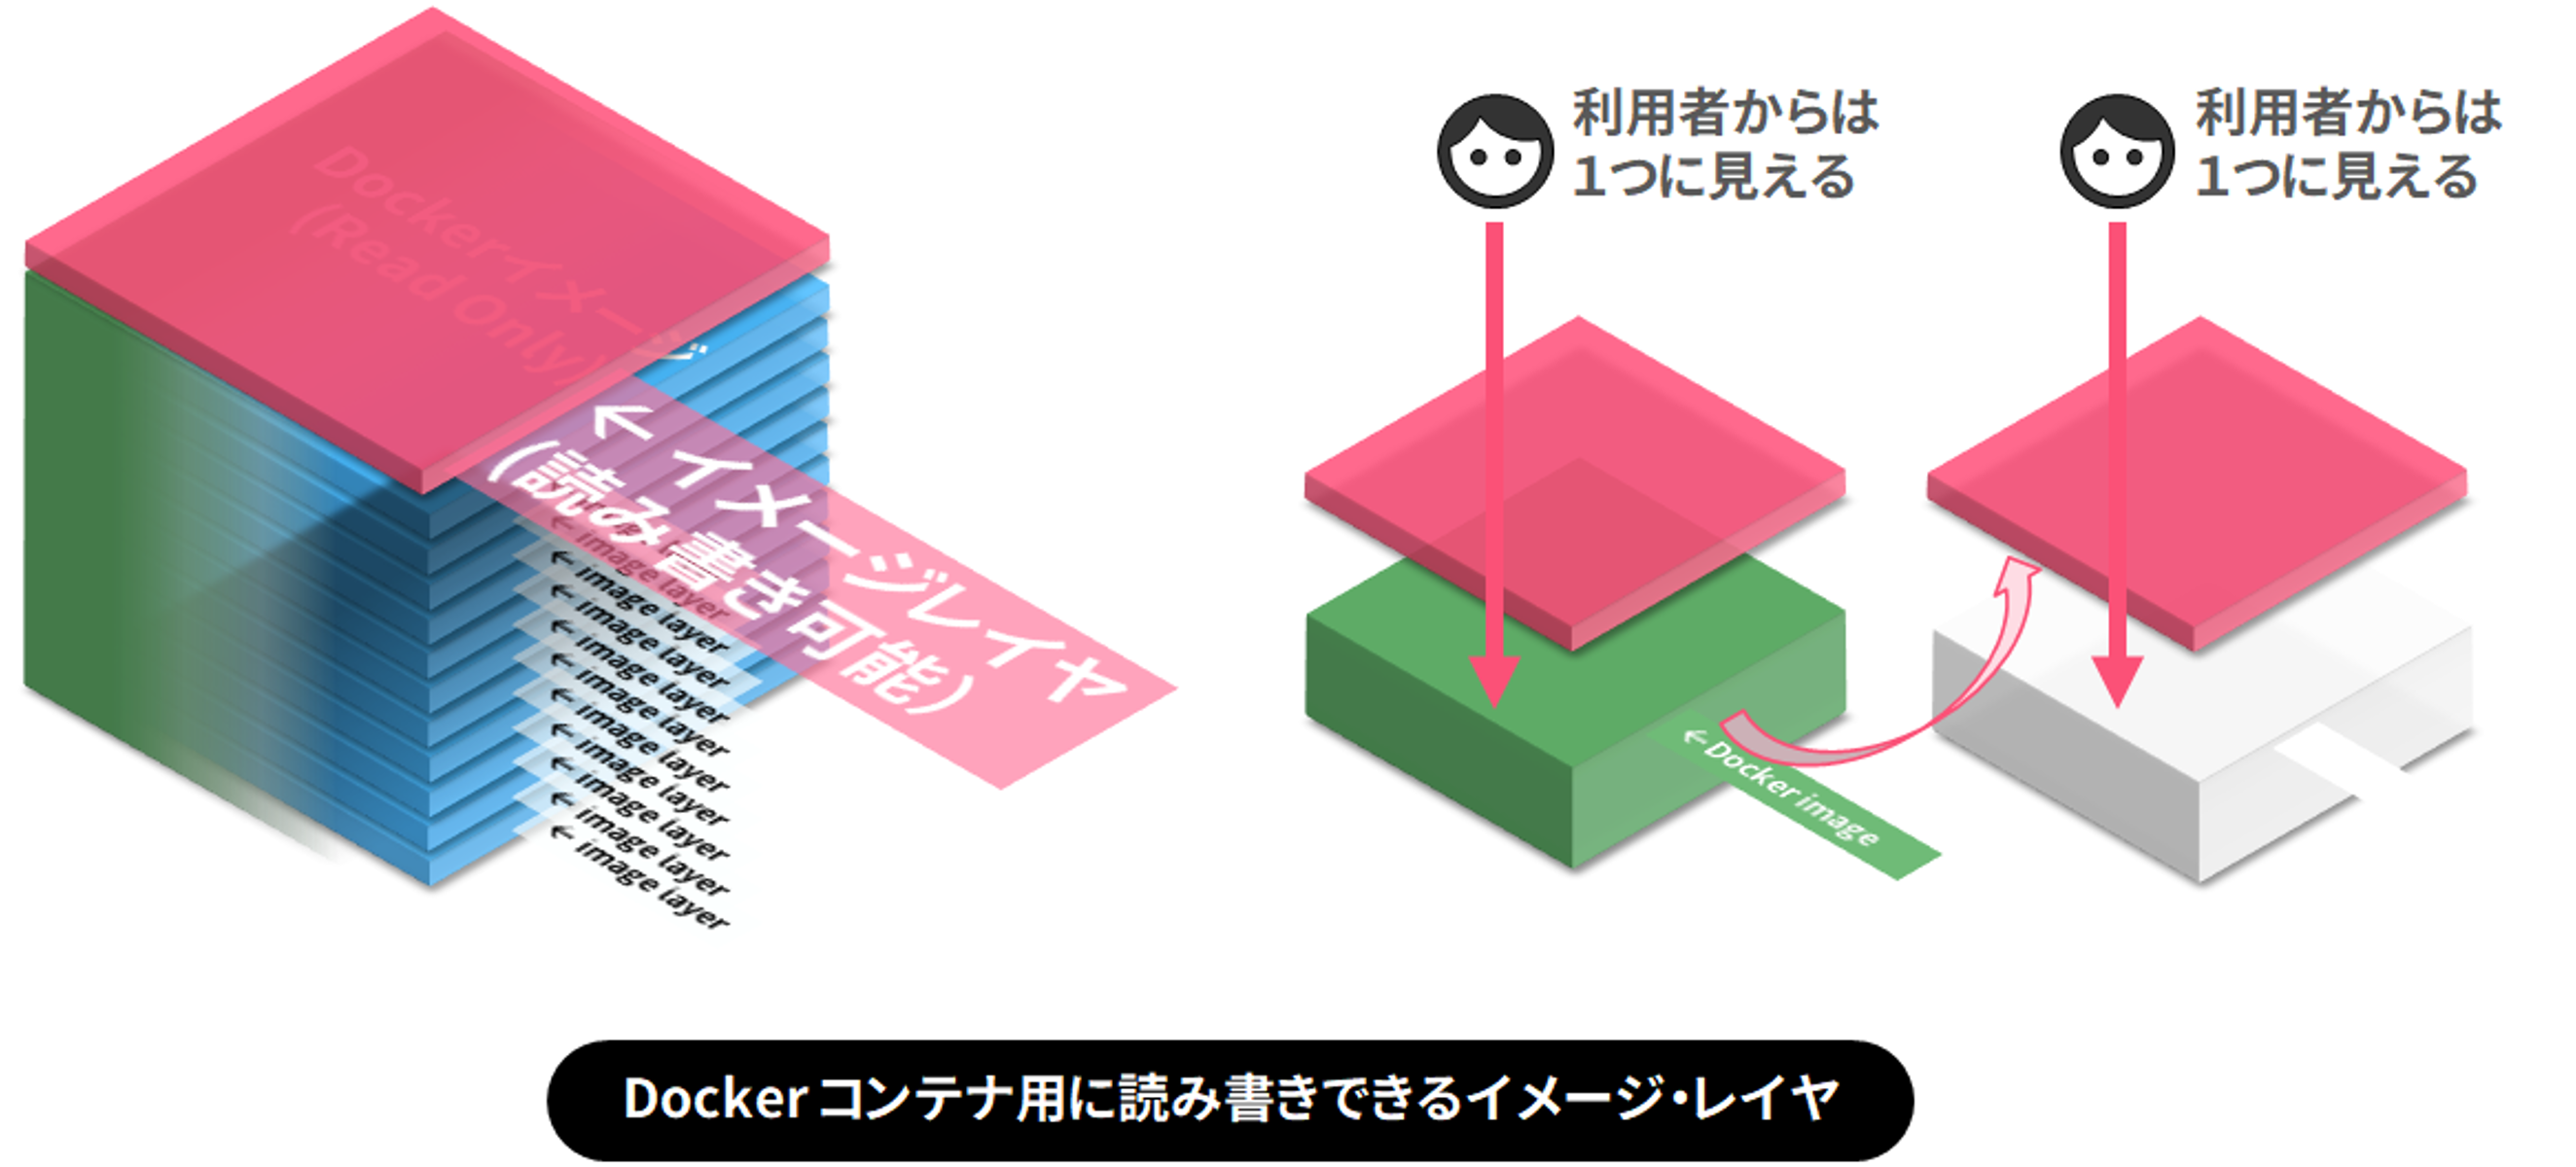 Dockerイメージ
(Read Only)
← イメージレイヤ
(読み書き可能)
← image layer
← image layer
← image layer
← image layer
← image layer
← image layer
← image layer
← image layer
← image layer
← image layer
利用者からは
1つに見える
← Docker image
利用者からは
1つに見える
Docker コンテナ用に読み書きできるイメージ・レイヤ